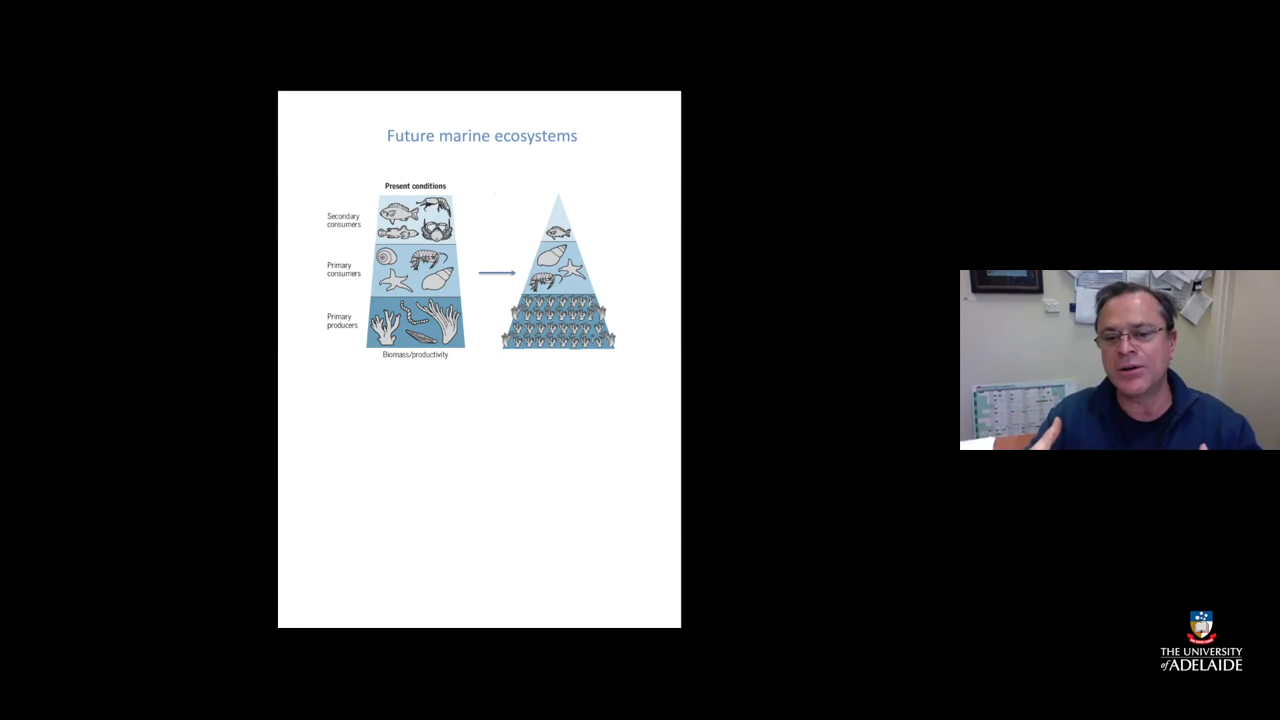 Future marine ecosystems
Present conditions
Secondary
consumers
Primary
consumers
Primary
producers
Biomass/productivity
THE UNIVERSITY
of ADELAIDE